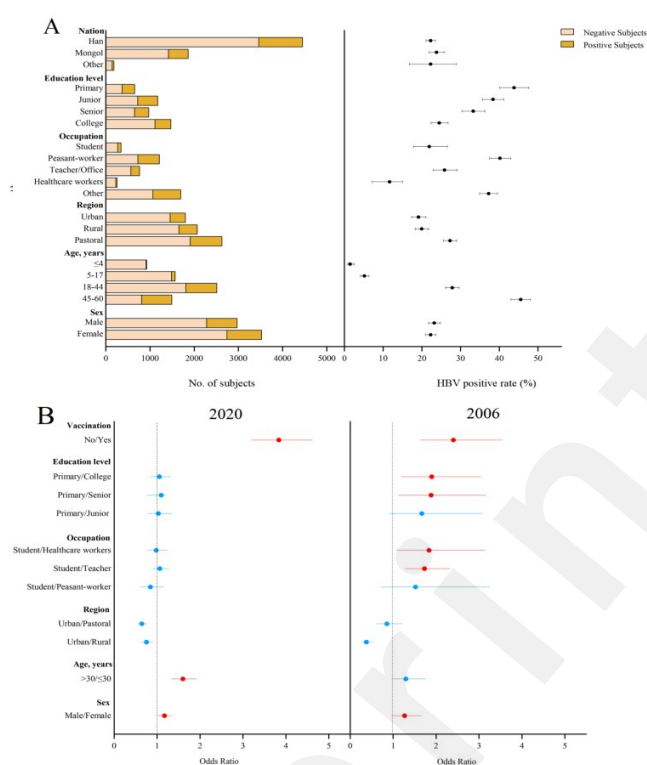 A
Nation
Han
Mongol
Other
Education level
Primary
Junior
Senior
College
Occupation
Student
Peasant-worker
Teacher/Office
Healthcare workers
Other
Region
Urban
Rural
Pastoral
Age, years
≤4
5-17
18-44
45-60
Sex
Male
Female
0 1000 2000 3000 4000 5000
No. of subjects
0 10 20 30 40 50
HBV positive rate (%)
Negative Subjects
Positive Subjects
B
2020 2006
Vaccination
No/Yes
Education level
Primary/College
Primary/Senior
Primary/Junior
Occupation
Student/Healthcare workers
Student/Teacher
Student/Peasant-worker
Region
Urban/Pastoral
Urban/Rural
Age, years
>30/≤30
Sex
Male/Female
0 1 2 3 4 5
Odds Ratio
0 1 2 3 4 5
Odds Ratio
rint